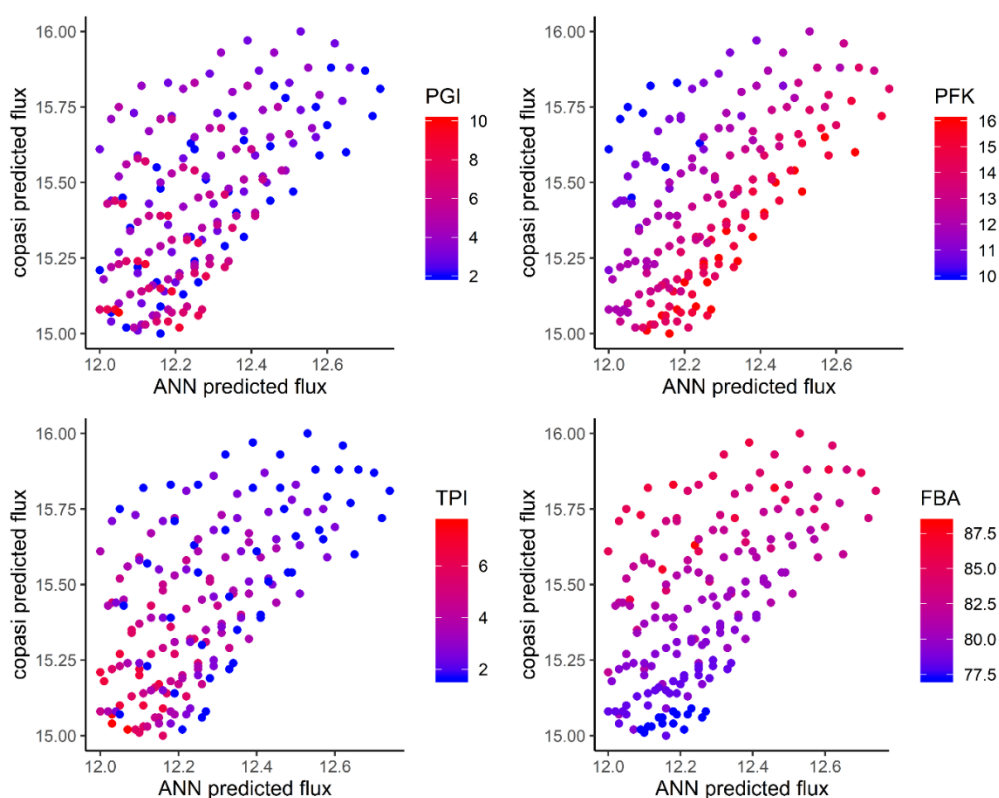 16.00
15.75
15.50
15.25
15.00
copasi predicted flux
12.0 12.2 12.4 12.6
ANN predicted flux
PGI
10
8
6
4
2
16.00
15.75
15.50
15.25
15.00
copasi predicted flux
12.0 12.2 12.4 12.6
ANN predicted flux
PFK
16
15
14
13
12
11
10
16.00
15.75
15.50
15.25
15.00
copasi predicted flux
12.0 12.2 12.4 12.6
ANN predicted flux
TPI
6
4
2
16.00
15.75
15.50
15.25
15.00
copasi predicted flux
12.0 12.2 12.4 12.6
ANN predicted flux
FBA
87.5
85.0
82.5
80.0
77.5